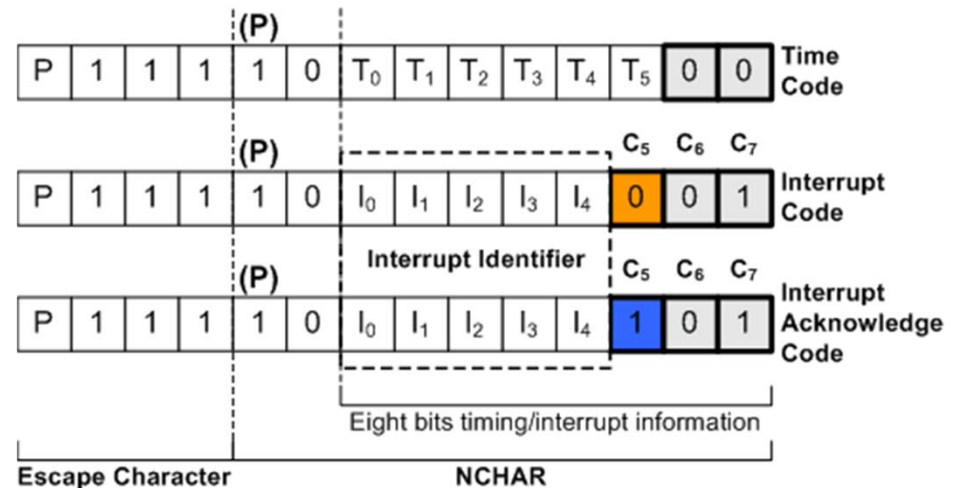 (P)
P 1 1 1 1 0 T₀ T₁ T₂ T₃ T₄ T₅ 0 0 Time
Code
(P) C₅ C₆ C₇
P 1 1 1 1 0 I₀ I₁ I₂ I₃ I₄ 0 0 1 Interrupt
Code
Interrupt Identifier
(P) C₅ C₆ C₇
P 1 1 1 1 0 I₀ I₁ I₂ I₃ I₄ 1 0 1 Interrupt
Acknowledge
Code
Eight bits timing/interrupt information
Escape Character NCHAR